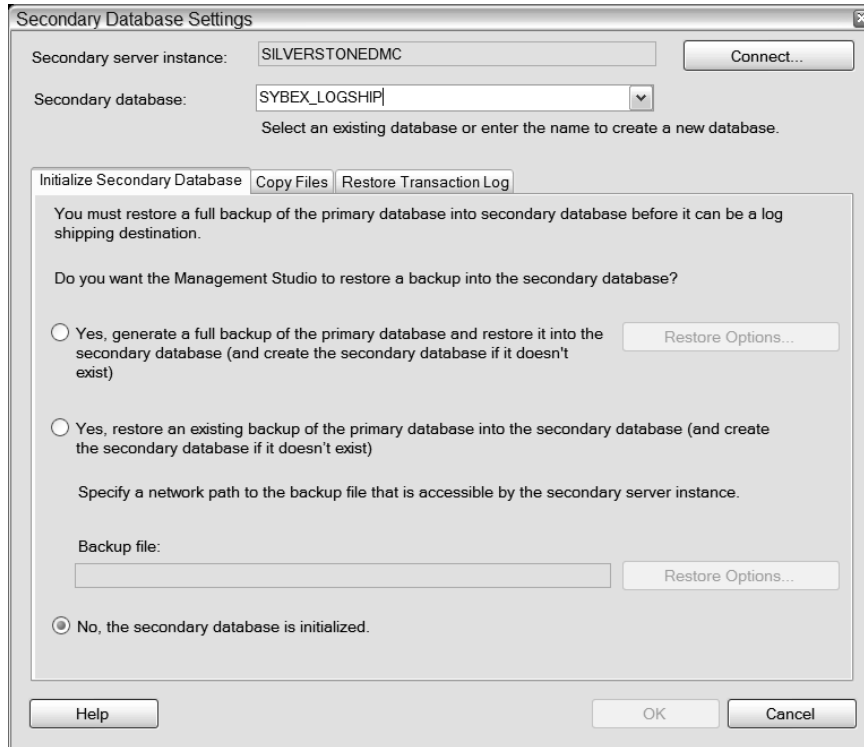 Secondary Database Settings
Secondary server instance:
SILVERSTONEDMC
Connect...
Secondary database:
SYBEX_LOGSHIP
Select an existing database or enter the name to create a new database.
Initialize Secondary Database
Copy Files
Restore Transaction Log
You must restore a full backup of the primary database into secondary database before it can be a log
shipping destination.
Do you want the Management Studio to restore a backup into the secondary database?
Yes, generate a full backup of the primary database and restore it into the
secondary database (and create the secondary database if it doesn't
exist)
Restore Options...
Yes, restore an existing backup of the primary database into the secondary database (and create
the secondary database if it doesn't exist)
Specify a network path to the backup file that is accessible by the secondary server instance.
Backup file:
Restore Options...
No, the secondary database is initialized.
Help
OK
Cancel